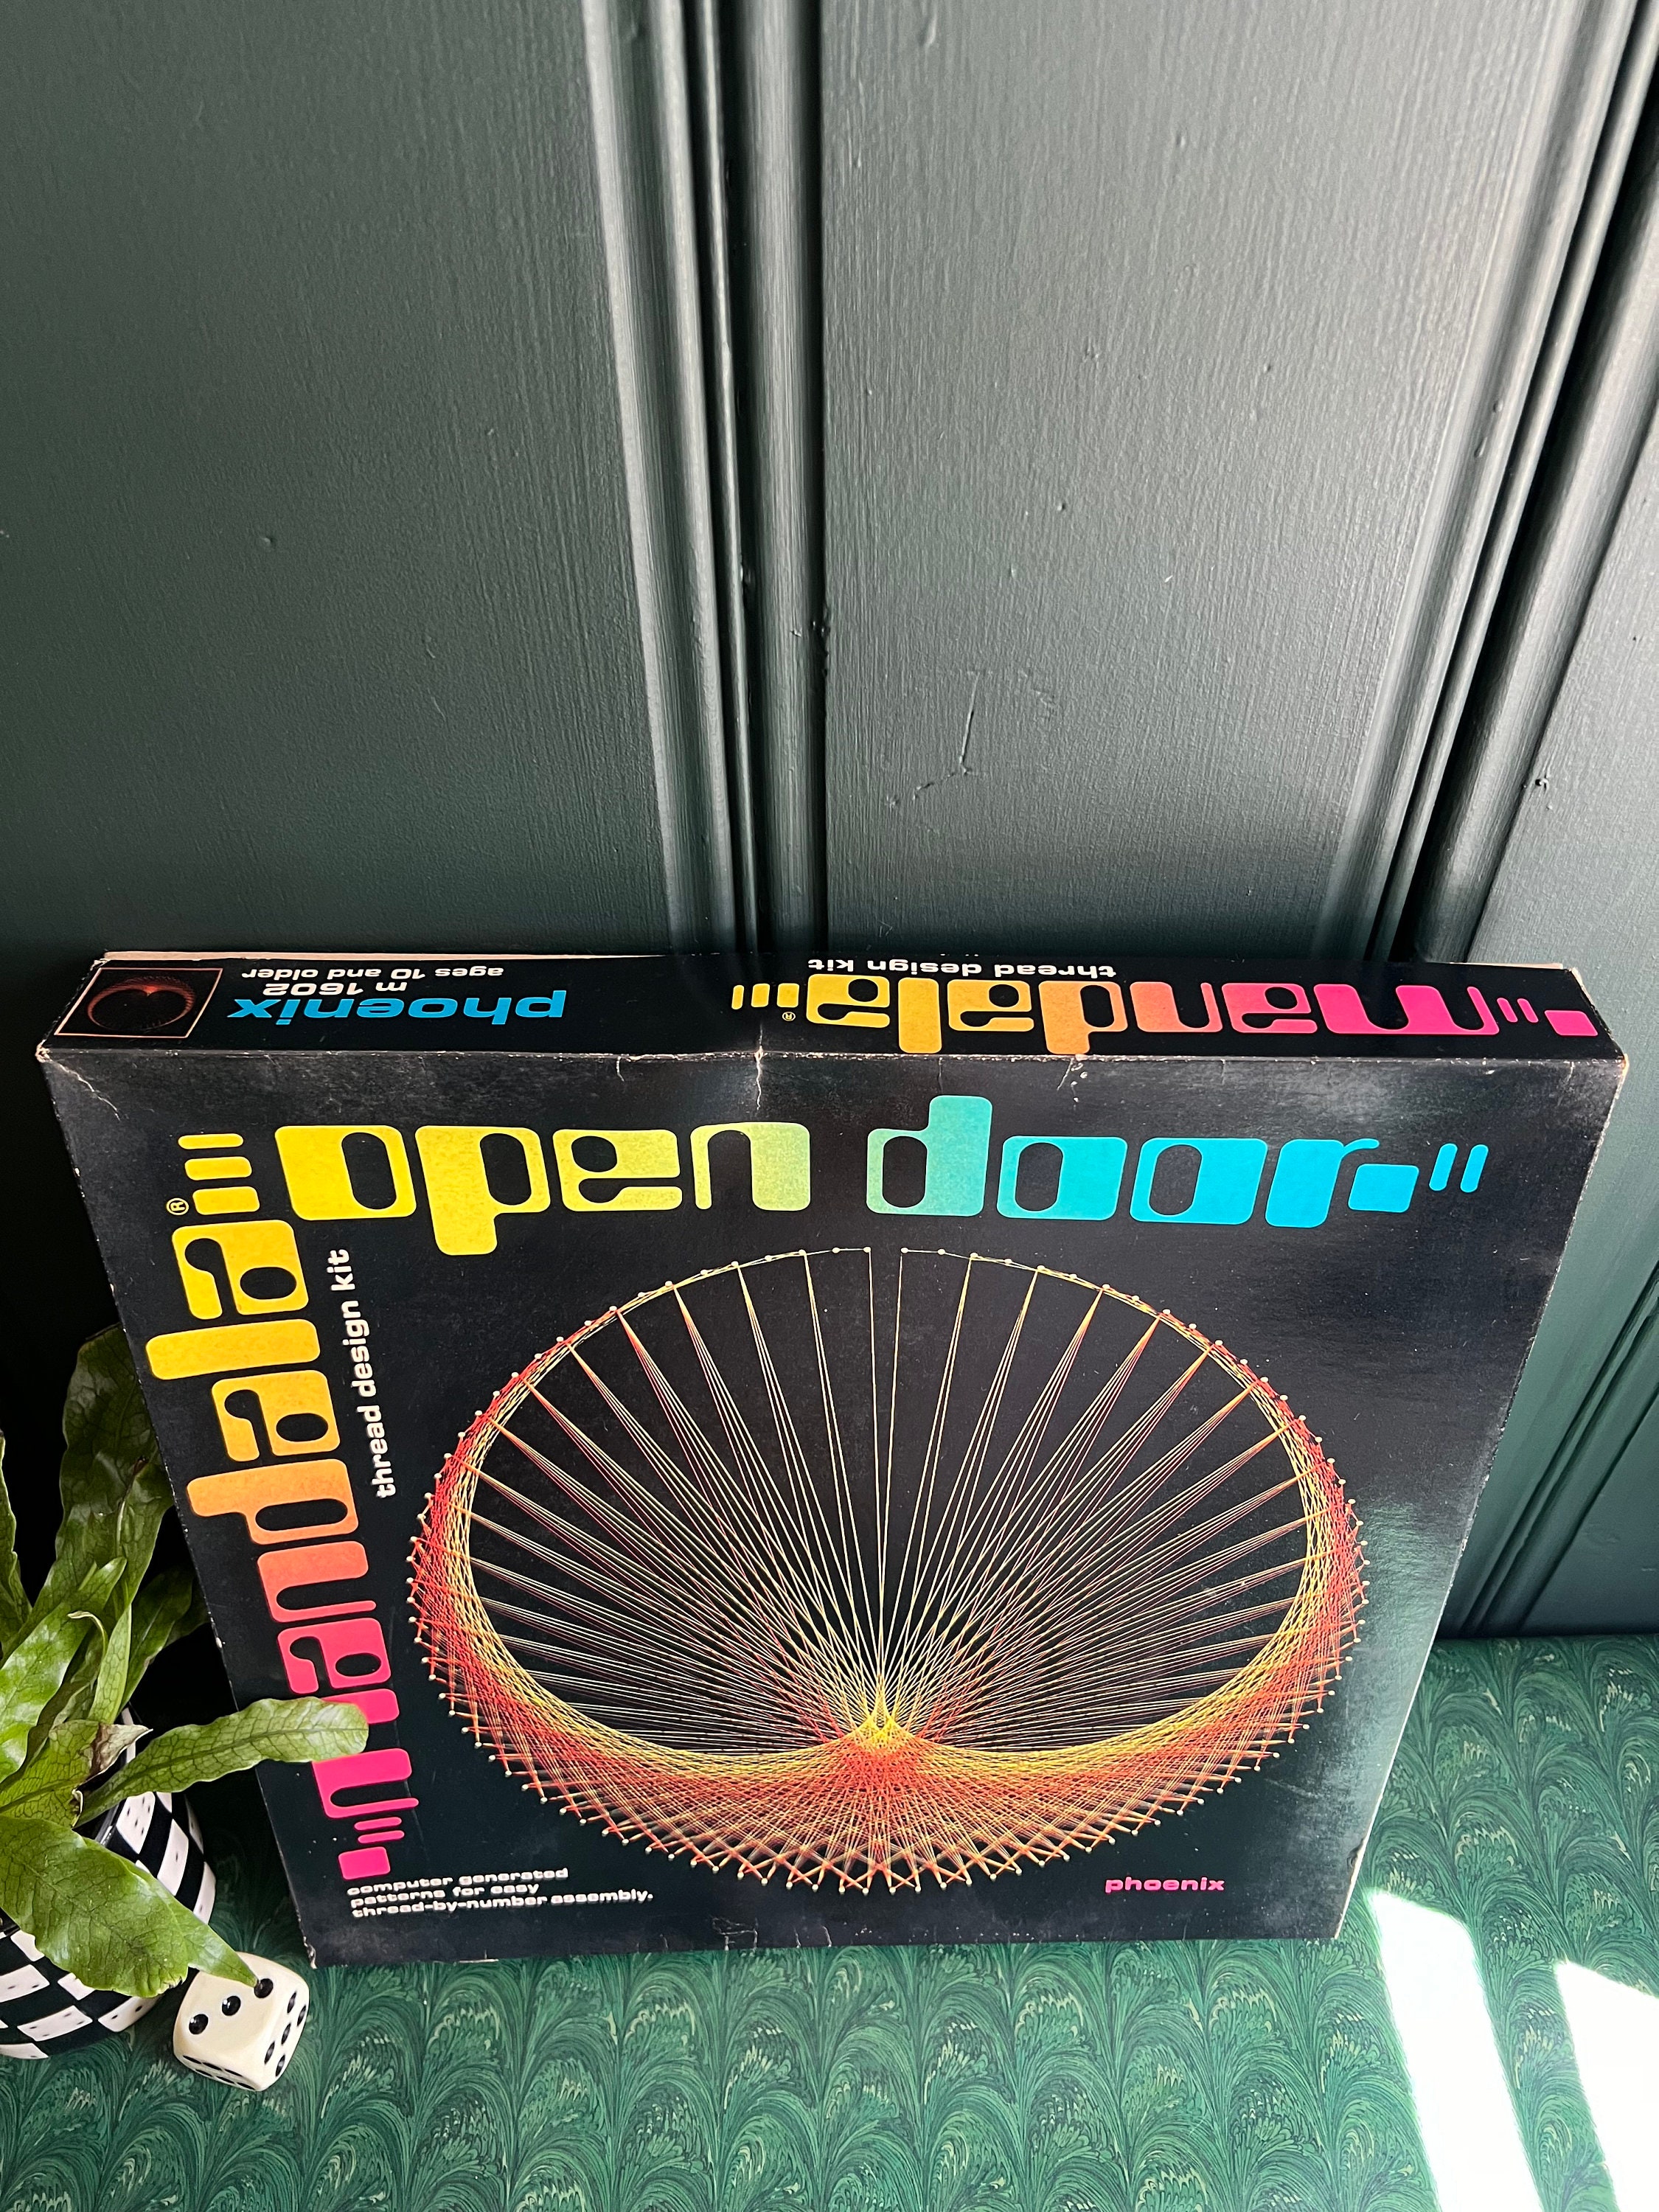 phoenix
m 1602
ages 10 and older
mandala®
thread design kit
open door
mandala®
thread design kit
computer generated
patterns for easy
thread-by-number assembly.
phoenix